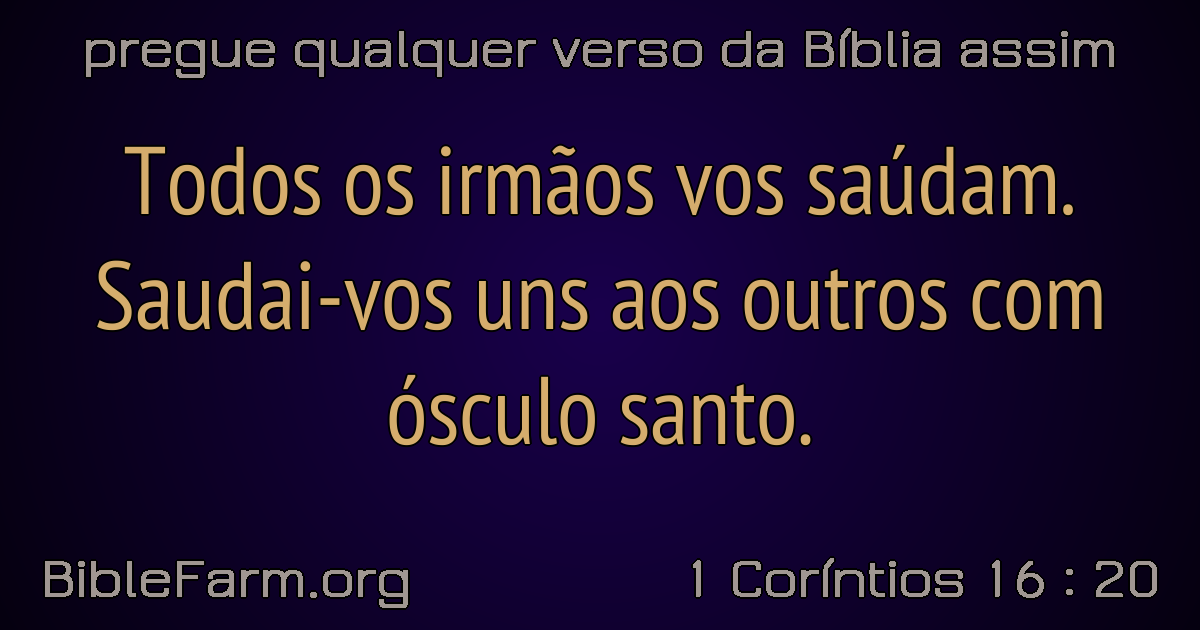 pregue qualquer verso da Bíblia assim
Todos os irmãos vos saúdam.
Saudai-vos uns aos outros com
ósculo santo.
BibleFarm.org
1 Coríntios 16 : 20